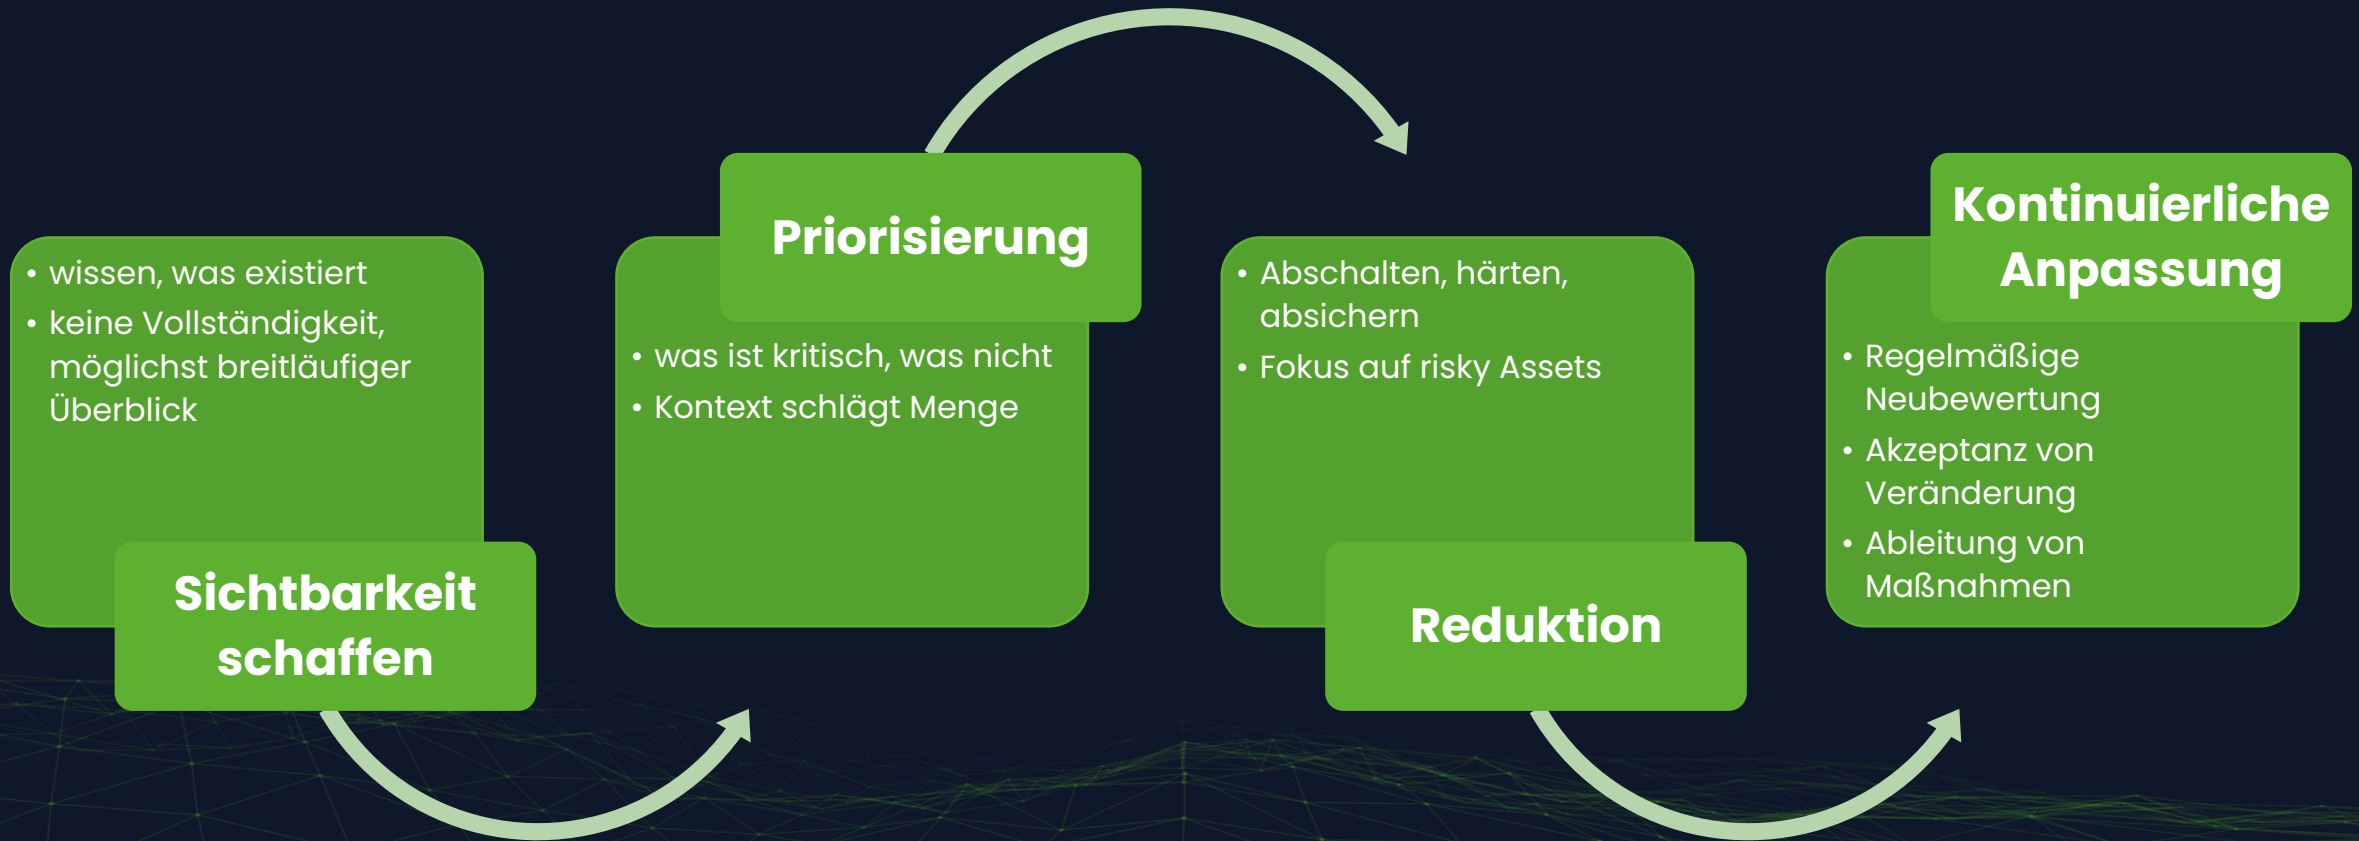 • wissen, was existiert
• keine Vollständigkeit,
möglichst breitläufiger
Überblick
Sichtbarkeit
schaffen
Priorisierung
• was ist kritisch, was nicht
• Kontext schlägt Menge
• Abschalten, härten,
absichern
• Fokus auf risky Assets
Reduktion
Kontinuierliche
Anpassung
• Regelmäßige
Neubewertung
• Akzeptanz von
Veränderung
• Ableitung von
Maßnahmen